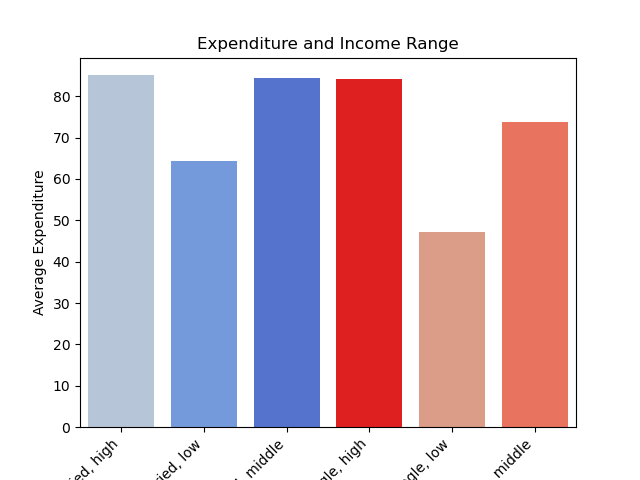 Expenditure and Income Range
Average Expenditure
80
70
60
50
40
30
20
10
0
ied, high
ried, low
, middle
gle, high
gle, low
middle